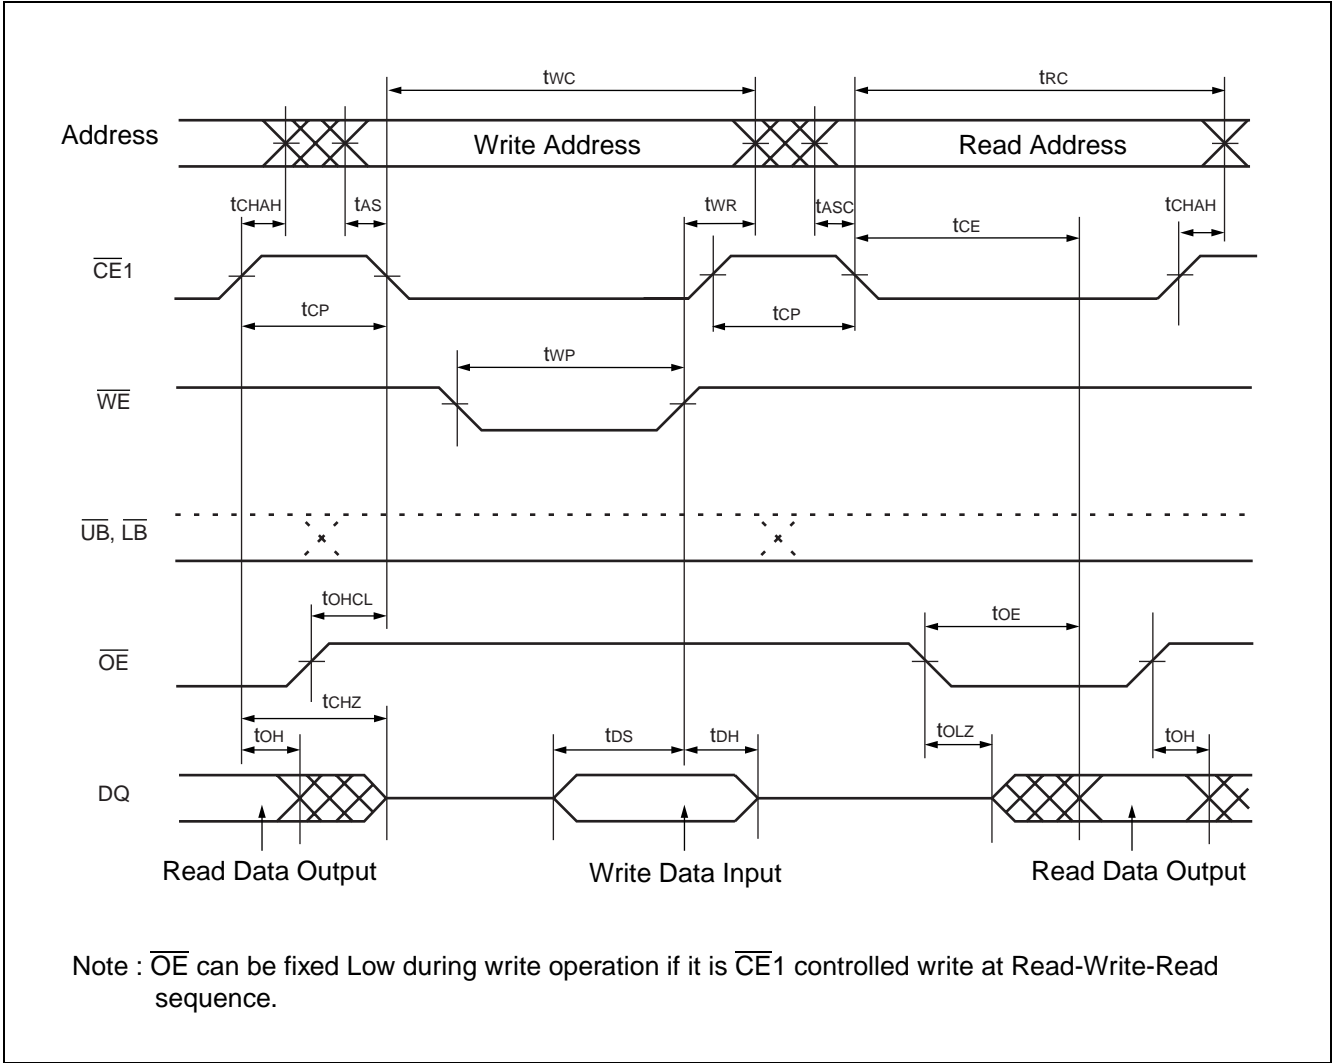 tWC tRC
Address Write Address Read Address
tCHAH tAS tWR tASC tCE tCHAH
CE1
tCP tCP
tWP
WE
UB, LB
tOHCL tOE
OE
tCHZ
tOH tDS tDH tOLZ tOH
DQ
Read Data Output Write Data Input Read Data Output
Note : OE can be fixed Low during write operation if it is CE1 controlled write at Read-Write-Read
sequence.